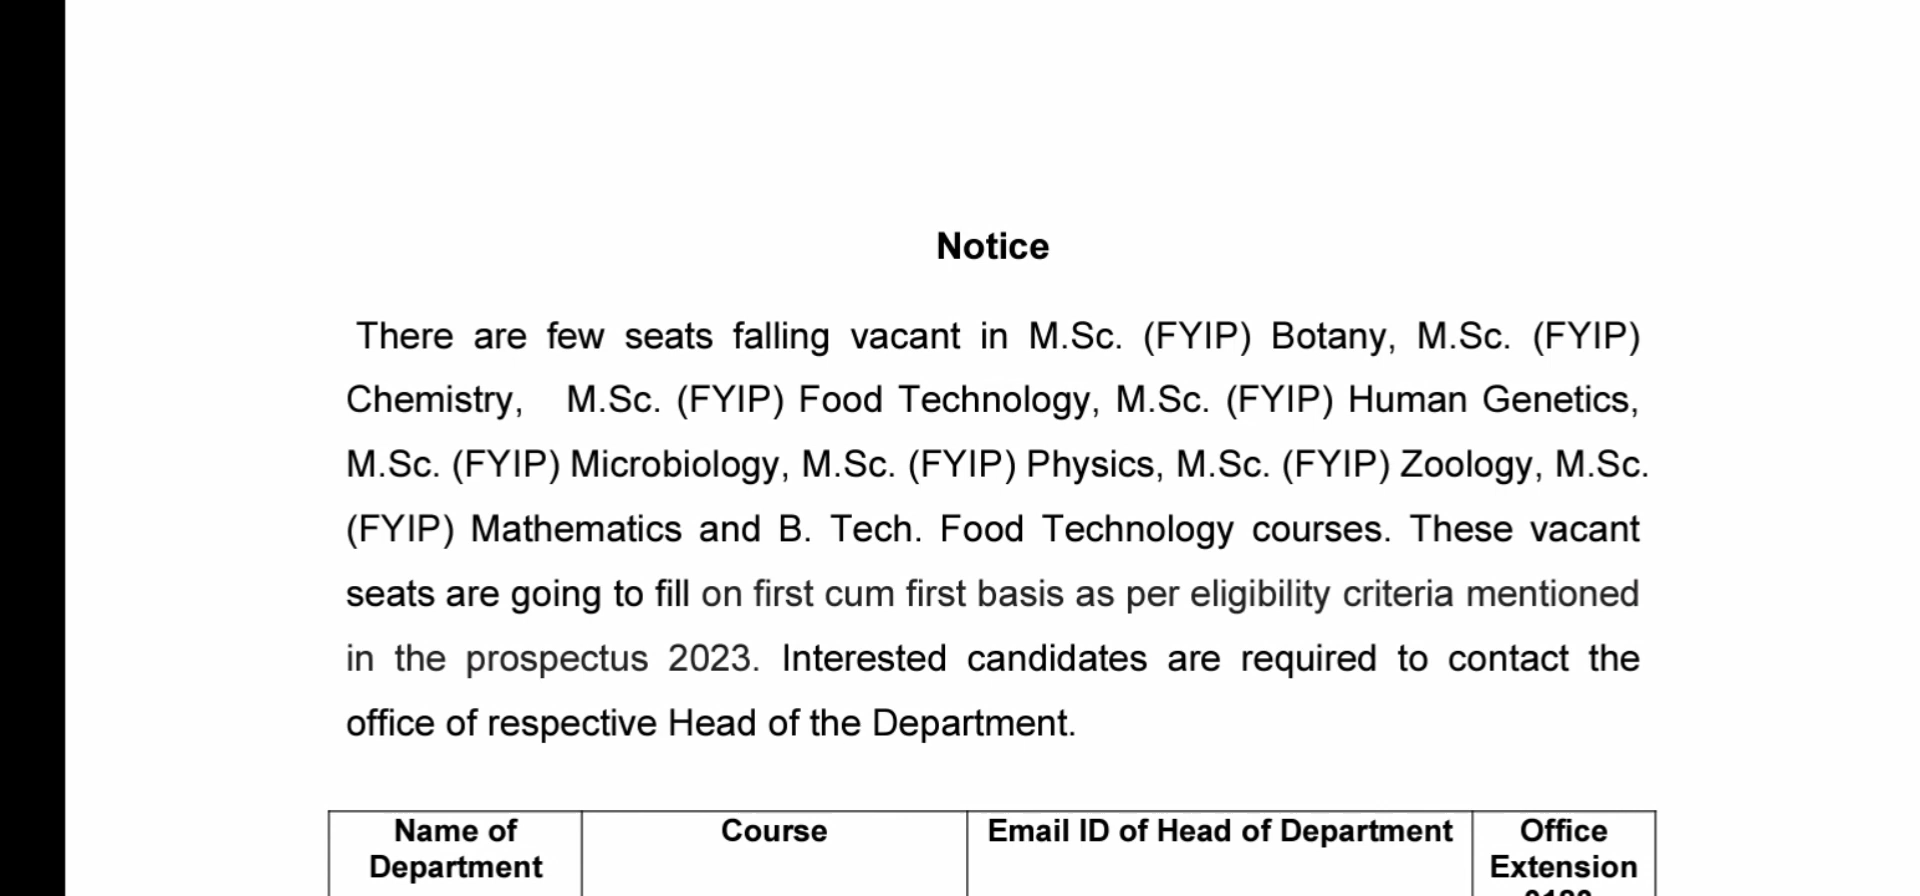 Notice
There are few seats falling vacant in M.Sc. (FYIP) Botany, M.Sc. (FYIP)
Chemistry, M.Sc. (FYIP) Food Technology, M.Sc. (FYIP) Human Genetics,
M.Sc. (FYIP) Microbiology, M.Sc. (FYIP) Physics, M.Sc. (FYIP) Zoology, M.Sc.
(FYIP) Mathematics and B. Tech. Food Technology courses. These vacant
seats are going to fill on first cum first basis as per eligibility criteria mentioned
in the prospectus 2023. Interested candidates are required to contact the
office of respective Head of the Department.
Name of Department
Course
Email ID of Head of Department
Office
Extension